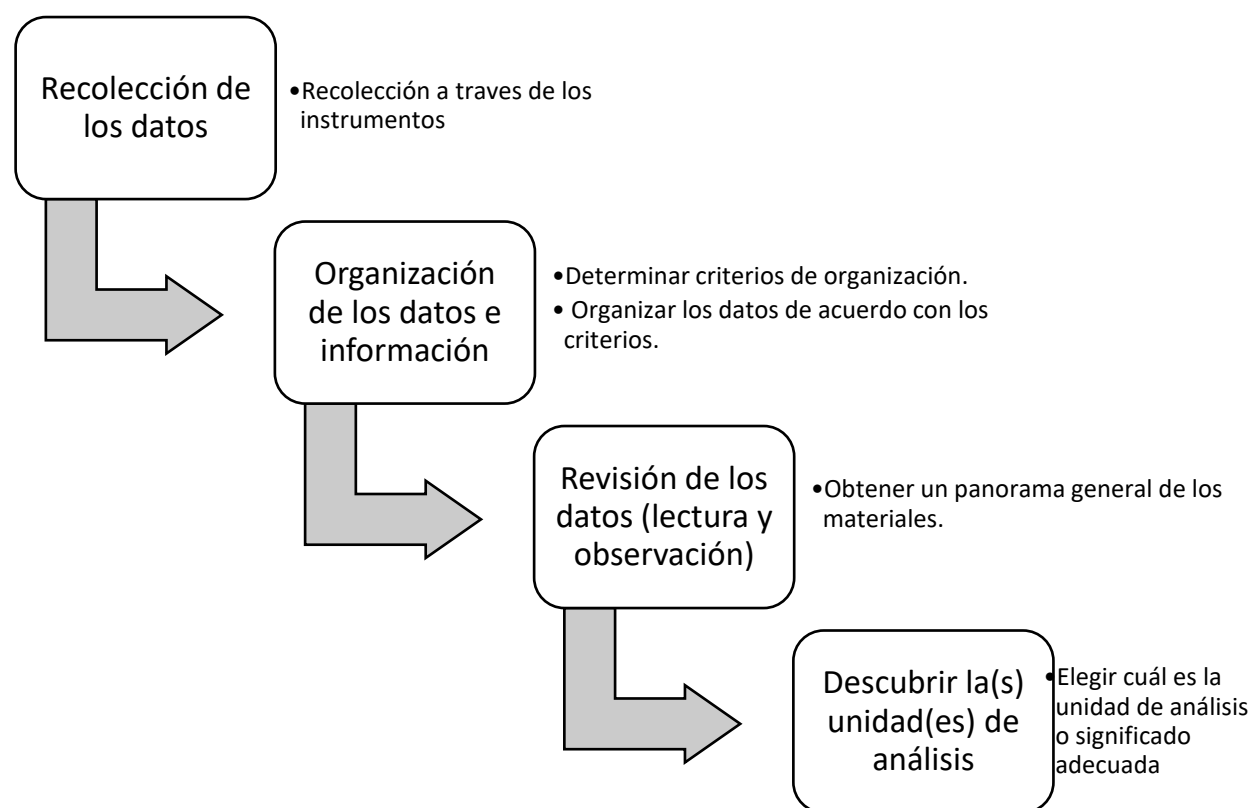 Recolección de
los datos
•Recolección a traves de los
instrumentos
Organización
de los datos e
información
•Determinar criterios de organización.
• Organizar los datos de acuerdo con los
criterios.
Revisión de los
datos (lectura y
observación)
•Obtener un panorama general de los
materiales.
Descubrir la(s)
unidad(es) de
análisis
•Elegir cuál es la
unidad de análisis
o significado
adecuada